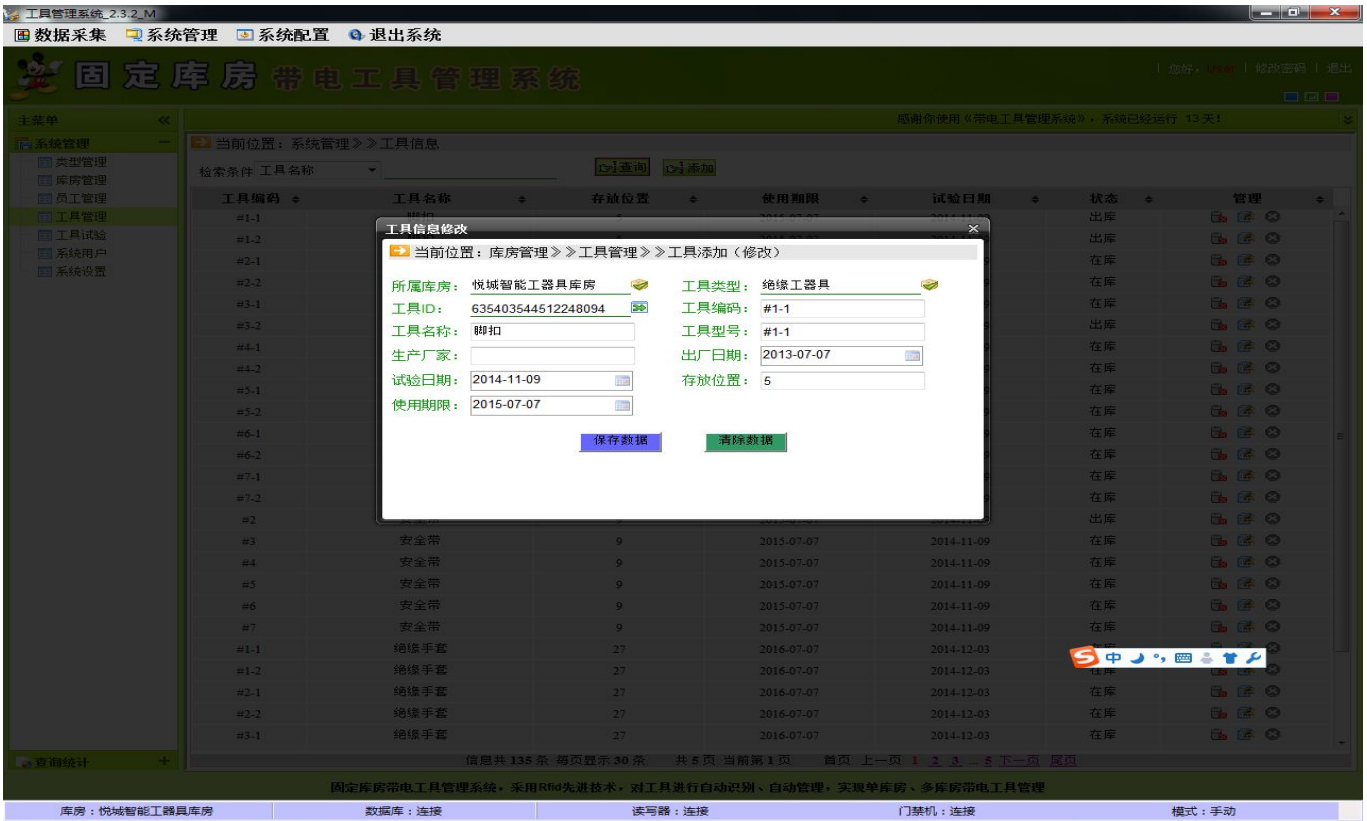 工具管理系统_2.3.2_M
数据采集 系统管理 系统配置 退出系统
固定库房带电工具管理系统
您好，User | 修改密码 | 退出
主菜单 感谢你使用《带电工具管理系统》，系统已经运行 13 天！
系统管理
类型管理
库房管理
员工管理
工具管理
工具试验
系统用户
系统设置
查询统计
当前位置：系统管理》》工具信息
检索条件 工具名称 查询 添加
工具编码 工具名称 存放位置 使用期限 试验日期 状态 管理
#1-1 出库
#1-2 出库
#2-1 在库
#2-2 在库
#3-1 在库
#3-2 出库
#4-1 在库
#4-2 在库
#5-1 在库
#5-2 在库
#6-1 在库
#6-2 在库
#7-1 在库
#7-2 在库
#2 出库
#3 安全带 9 2015-07-07 2014-11-09 在库
#4 安全带 9 2015-07-07 2014-11-09 在库
#5 安全带 9 2015-07-07 2014-11-09 在库
#6 安全带 9 2015-07-07 2014-11-09 在库
#7 安全带 9 2015-07-07 2014-11-09 在库
#1-1 绝缘手套 27 2016-07-07 2014-12-03
#1-2 绝缘手套 27 2016-07-07 2014-12-03 在库
#2-1 绝缘手套 27 2016-07-07 2014-12-03 在库
#2-2 绝缘手套 27 2016-07-07 2014-12-03 在库
#3-1 绝缘手套 27 2016-07-07 2014-12-03 在库
工具信息修改
当前位置：库房管理》》工具管理》》工具添加（修改）
所属库房： 悦城智能工器具库房 工具类型： 绝缘工器具
工具ID： 635403544512248094 工具编码： #1-1
工具名称： 脚扣 工具型号： #1-1
生产厂家： 出厂日期： 2013-07-07
试验日期： 2014-11-09 存放位置： 5
使用期限： 2015-07-07
保存数据 清除数据
中
信息共 135 条 每页显示 30 条 共 5 页 当前第 1 页 首页 上一页 1 2 3 ... 5 下一页 尾页
固定库房带电工具管理系统，采用Rfid先进技术，对工具进行自动识别、自动管理，实现单库房、多库房带电工具管理
库房：悦城智能工器具库房 数据库：连接 读写器：连接 门禁机：连接 模式：手动